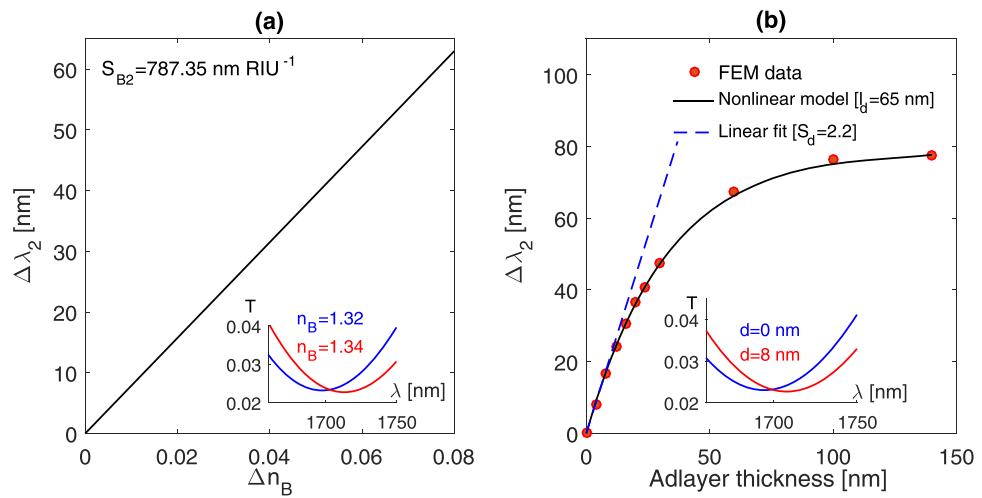 (a)
S_B2=787.35 nm RIU^-1
60
50
40
30
20
10
0
Δλ_2 [nm]
0 0.02 0.04 0.06 0.08
Δn_B
T
0.04
0.03
0.02
n_B=1.32
n_B=1.34
λ [nm]
1700 1750
(b)
FEM data
Nonlinear model [l_d=65 nm]
Linear fit [S_d=2.2]
100
80
60
40
20
0
Δλ_2 [nm]
0 50 100 150
Adlayer thickness [nm]
T
0.04
0.03
0.02
d=0 nm
d=8 nm
λ [nm]
1700 1750